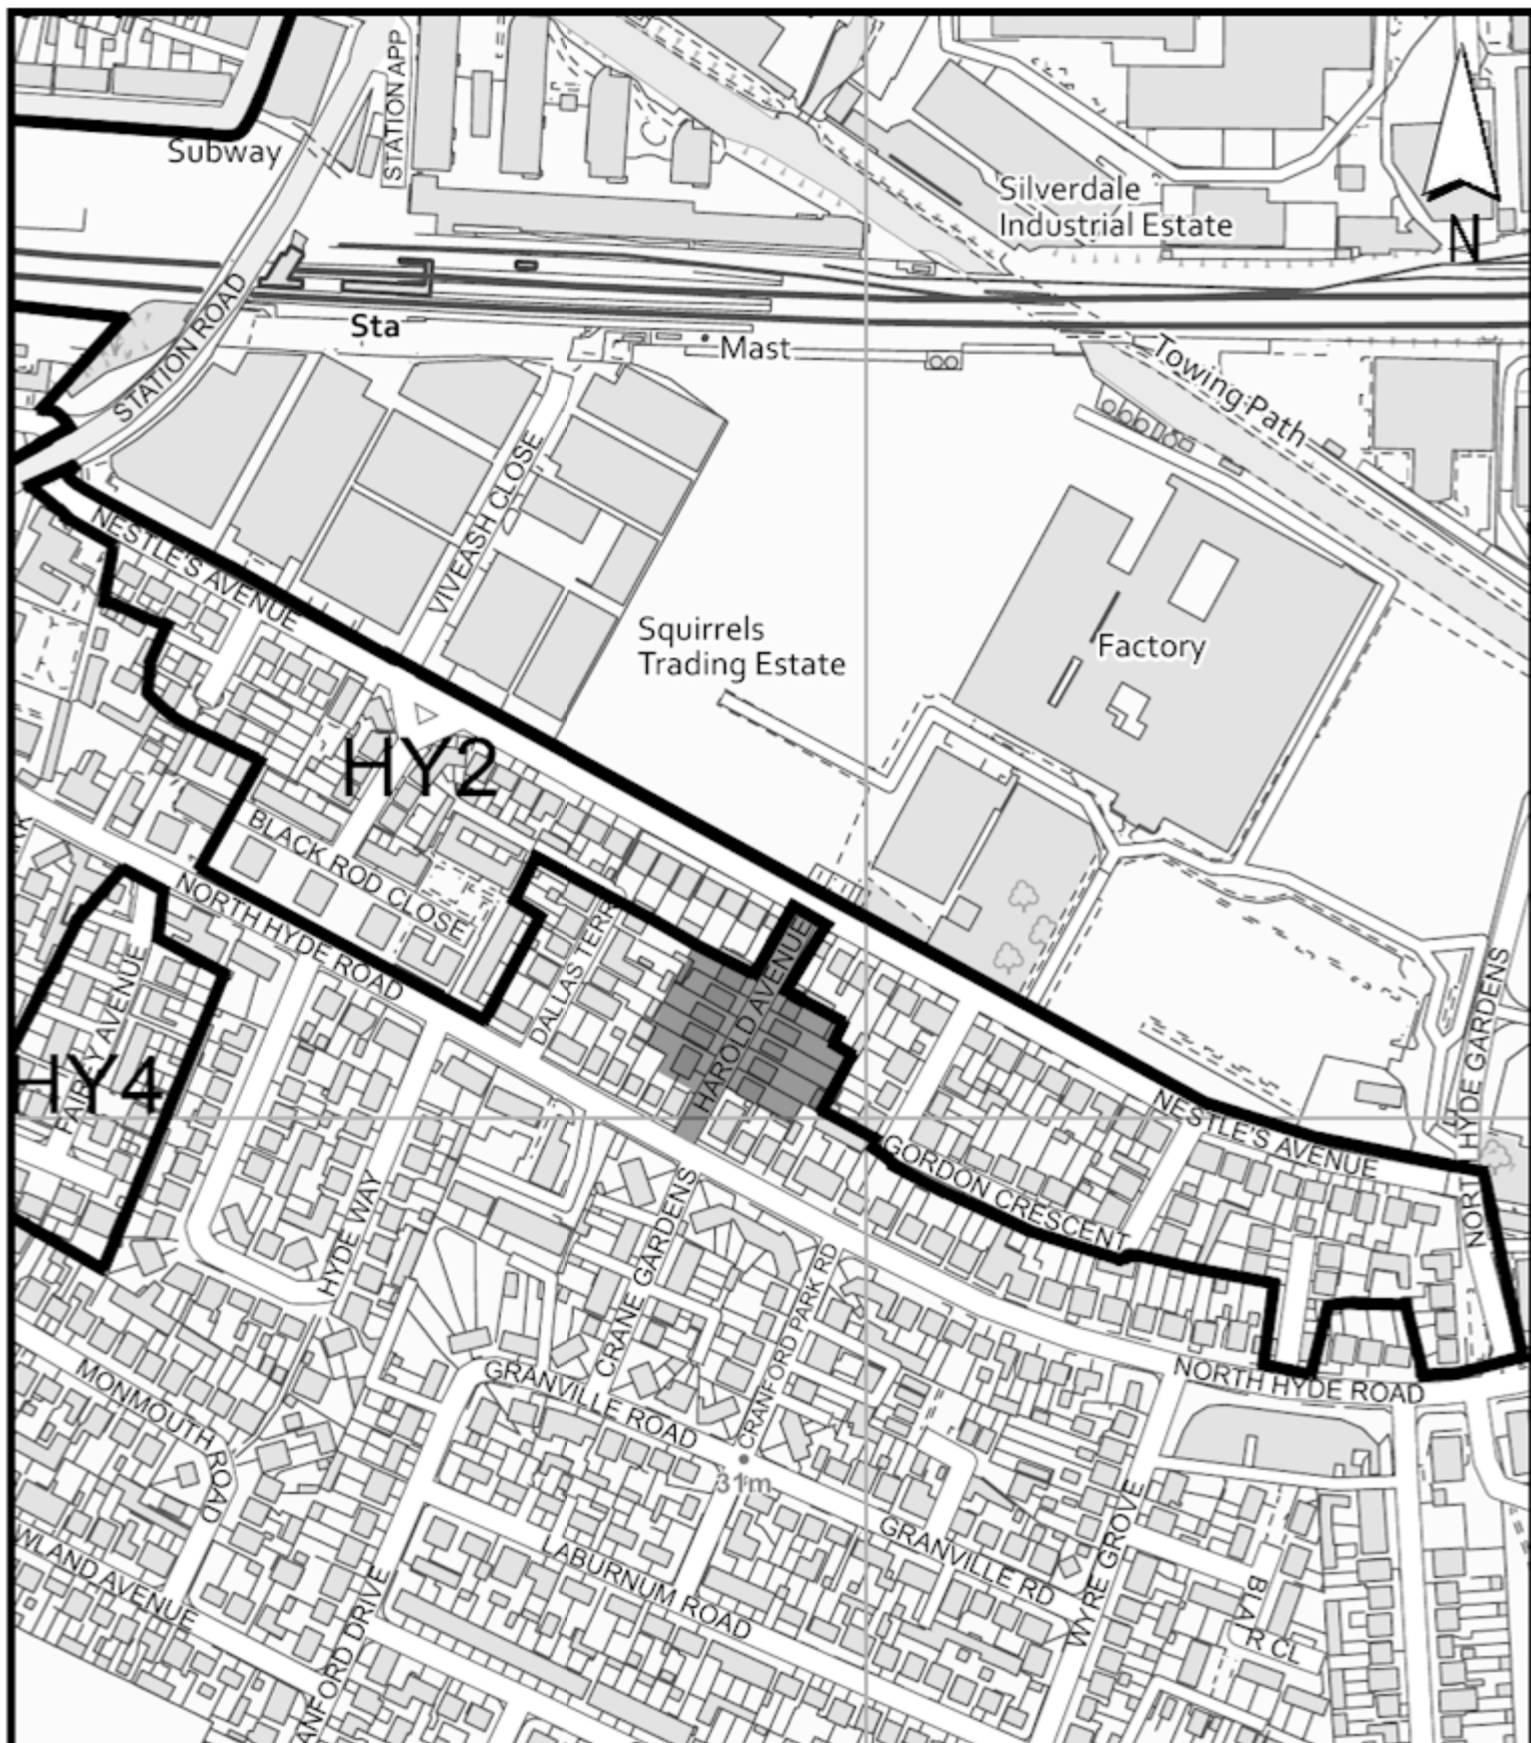 STATION APP
Subway
Silverdale
Industrial Estate
N
STATION ROAD
Sta
Mast
Towing Path
VIVEASH CLOSE
NESTLE'S AVENUE
Squirrels
Trading Estate
Factory
HY2
BLACK ROD CLOSE
NORTH HYDE ROAD
DALLAS TERR
HAROLD AVENUE
NORTH HYDE GARDENS
FAIREY AVENUE
HY4
NESTLE'S AVENUE
GORDON CRESCENT
HYDE WAY
CRANE GARDENS
CRANFORD PARK RD
NORTH HYDE ROAD
MONMOUTH ROAD
GRANVILLE ROAD
31m
GRANVILLE RD
WYRE GROVE
LABURNUM ROAD
WLAND AVENUE
ANFORD DRIVE
BLAIR CL